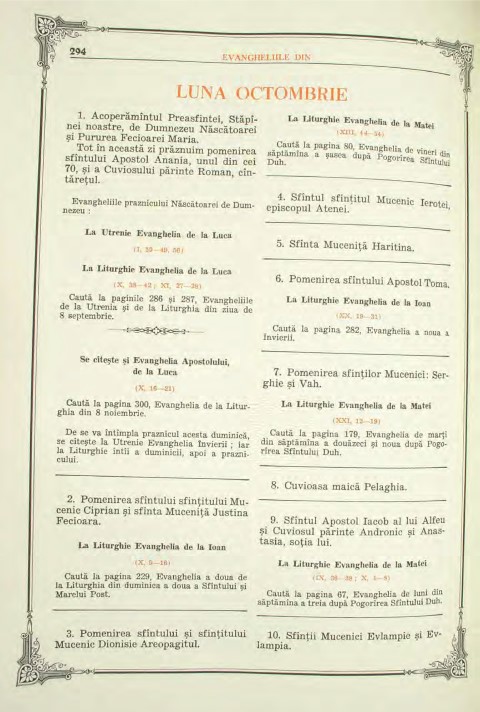 294
EVANGHELIILE DIN
LUNA OCTOMBRIE
1. Acoperămîntul Preasfintei, Stăpî-
nei noastre, de Dumnezeu Născătoarei
și Pururea Fecioarei Maria.
Tot în această zi prăznuim pomenirea
sfîntului Apostol Anania, unul din cei
70, și a Cuviosului părinte Roman, cîn-
tărețul.
Evangheliile praznicului Născătoarei de Dum-
nezeu :
La Utrenie Evanghelia de la Luca
(I, 39—49, 56)
La Liturghie Evanghelia de la Luca
(X, 38—42 ; XI, 27—28)
Caută la paginile 286 și 287, Evangheliile
de la Utrenia și de la Liturghia din ziua de
8 septembrie.
Se citește și Evanghelia Apostolului,
de la Luca
(X, 16—21)
Caută la pagina 300, Evanghelia de la Litur-
ghia din 8 noiembrie.
De se va întîmpla praznicul acesta duminică,
se citește la Utrenie Evanghelia Învierii ; iar
la Liturghie întîi a duminicii, apoi a prazni-
cului.
2. Pomenirea sfîntului sfințitului Mu-
cenic Ciprian și sfînta Muceniță Justina
Fecioara.
La Liturghie Evanghelia de la Ioan
Caută la pagina 229, Evanghelia a doua de
la Liturghia din duminica a doua a Sfîntului și
Marelui Post.
3. Pomenirea sfîntului și sfințitului
Mucenic Dionisie Areopagitul.
La Liturghie Evanghelia de la Matei
(XIII, 44—54)
Caută la pagina 80, Evanghelia de vineri din
săptămîna a șasea după Pogorîrea Sfîntului
Duh.
4. Sfîntul sfințitul Mucenic Ierotei,
episcopul Atenei.
5. Sfînta Muceniță Haritina.
6. Pomenirea sfîntului Apostol Toma.
La Liturghie Evanghelia de la Ioan
(XX, 19—31)
Caută la pagina 282, Evanghelia a noua a
Învierii.
7. Pomenirea sfinților Mucenici: Ser-
ghie și Vah.
La Liturghie Evanghelia de la Matei
(XXI, 12—19)
Caută la pagina 179, Evanghelia de marți
din săptămîna a douăzeci și noua după Pogo-
rîrea Sfîntului Duh.
8. Cuvioasa maică Pelaghia.
9. Sfîntul Apostol Iacob al lui Alfeu
și Cuviosul părinte Andronic și Anas-
tasia, soția lui.
La Liturghie Evanghelia de la Matei
(IX, 36—38 ; X, 1—8)
Caută la pagina 67, Evanghelia de luni din
săptămîna a treia după Pogorîrea Sfîntului Duh.
10. Sfinții Mucenici Evlampie și Ev-
lampia.